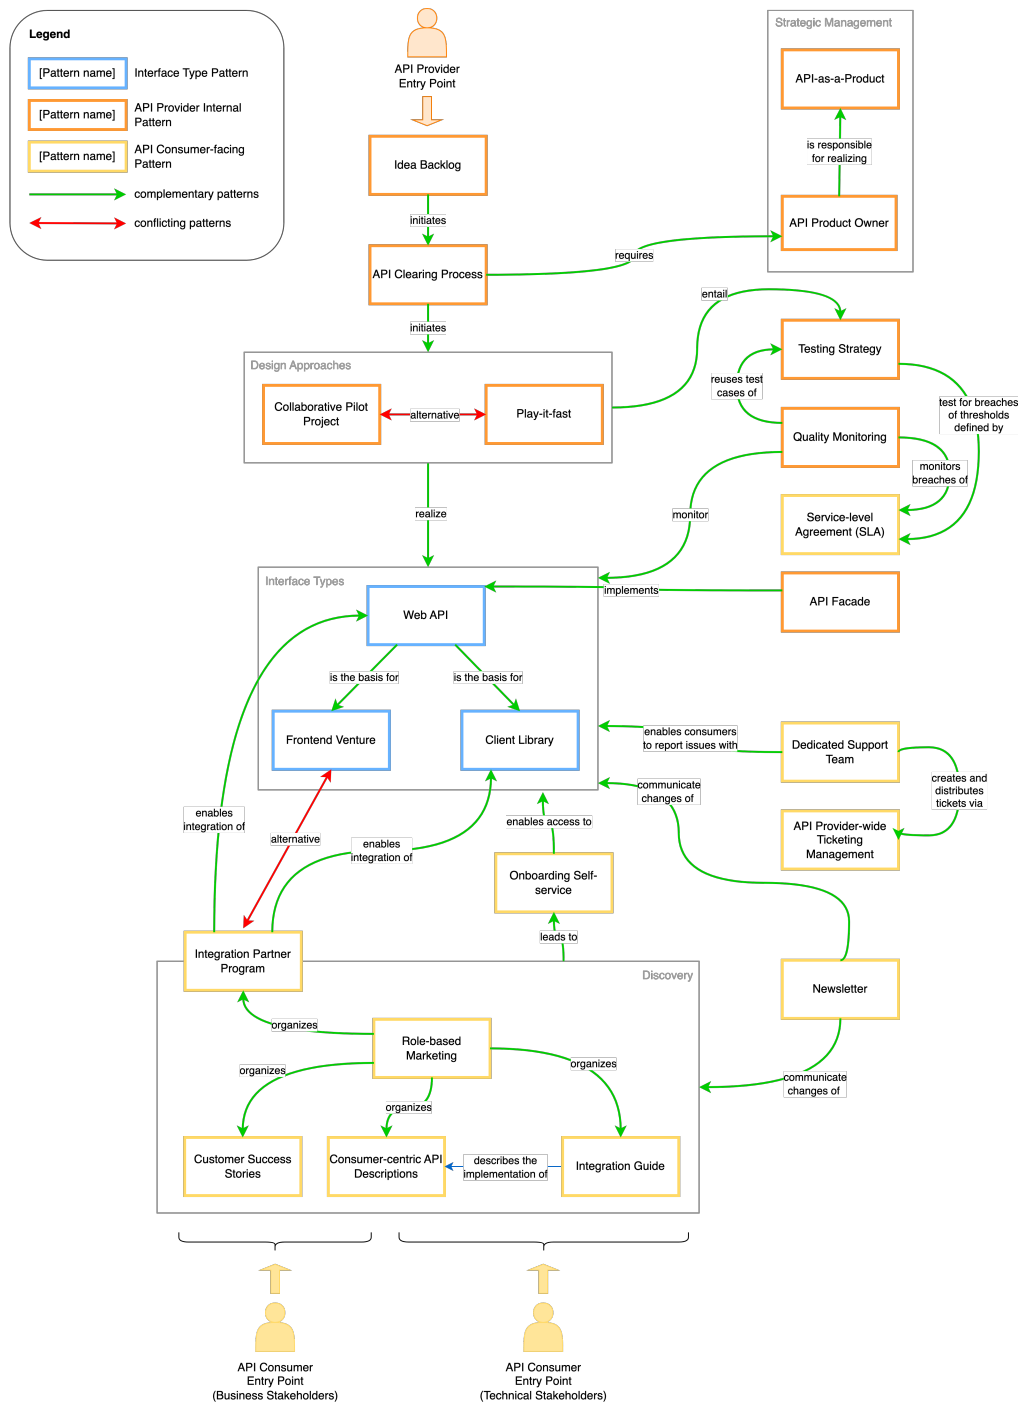 Legend
[Pattern name]
Interface Type Pattern
[Pattern name]
API Provider Internal
Pattern
[Pattern name]
API Consumer-facing
Pattern
complementary patterns
conflicting patterns
API Provider
Entry Point
Idea Backlog
initiates
API Clearing Process
requires
initiates
Strategic Management
API-as-a-Product
is responsible
for realizing
API Product Owner
Design Approaches
Collaborative Pilot
Project
alternative
Play-it-fast
entail
Testing Strategy
reuses test
cases of
test for breaches
of thresholds
defined by
Quality Monitoring
monitors
breaches of
Service-level
Agreement (SLA)
realize
monitor
Interface Types
Web API
implements
API Facade
is the basis for
is the basis for
Frontend Venture
Client Library
enables consumers
to report issues with
Dedicated Support
Team
creates and
distributes
tickets via
communicate
changes of
API Provider-wide
Ticketing
Management
enables
integration of
alternative
enables
integration of
enables access to
Onboarding Self-
service
leads to
Integration Partner
Program
Discovery
Newsletter
organizes
Role-based
Marketing
organizes
organizes
organizes
communicate
changes of
Customer Success
Stories
Consumer-centric API
Descriptions
describes the
implementation of
Integration Guide
API Consumer
Entry Point
(Business Stakeholders)
API Consumer
Entry Point
(Technical Stakeholders)